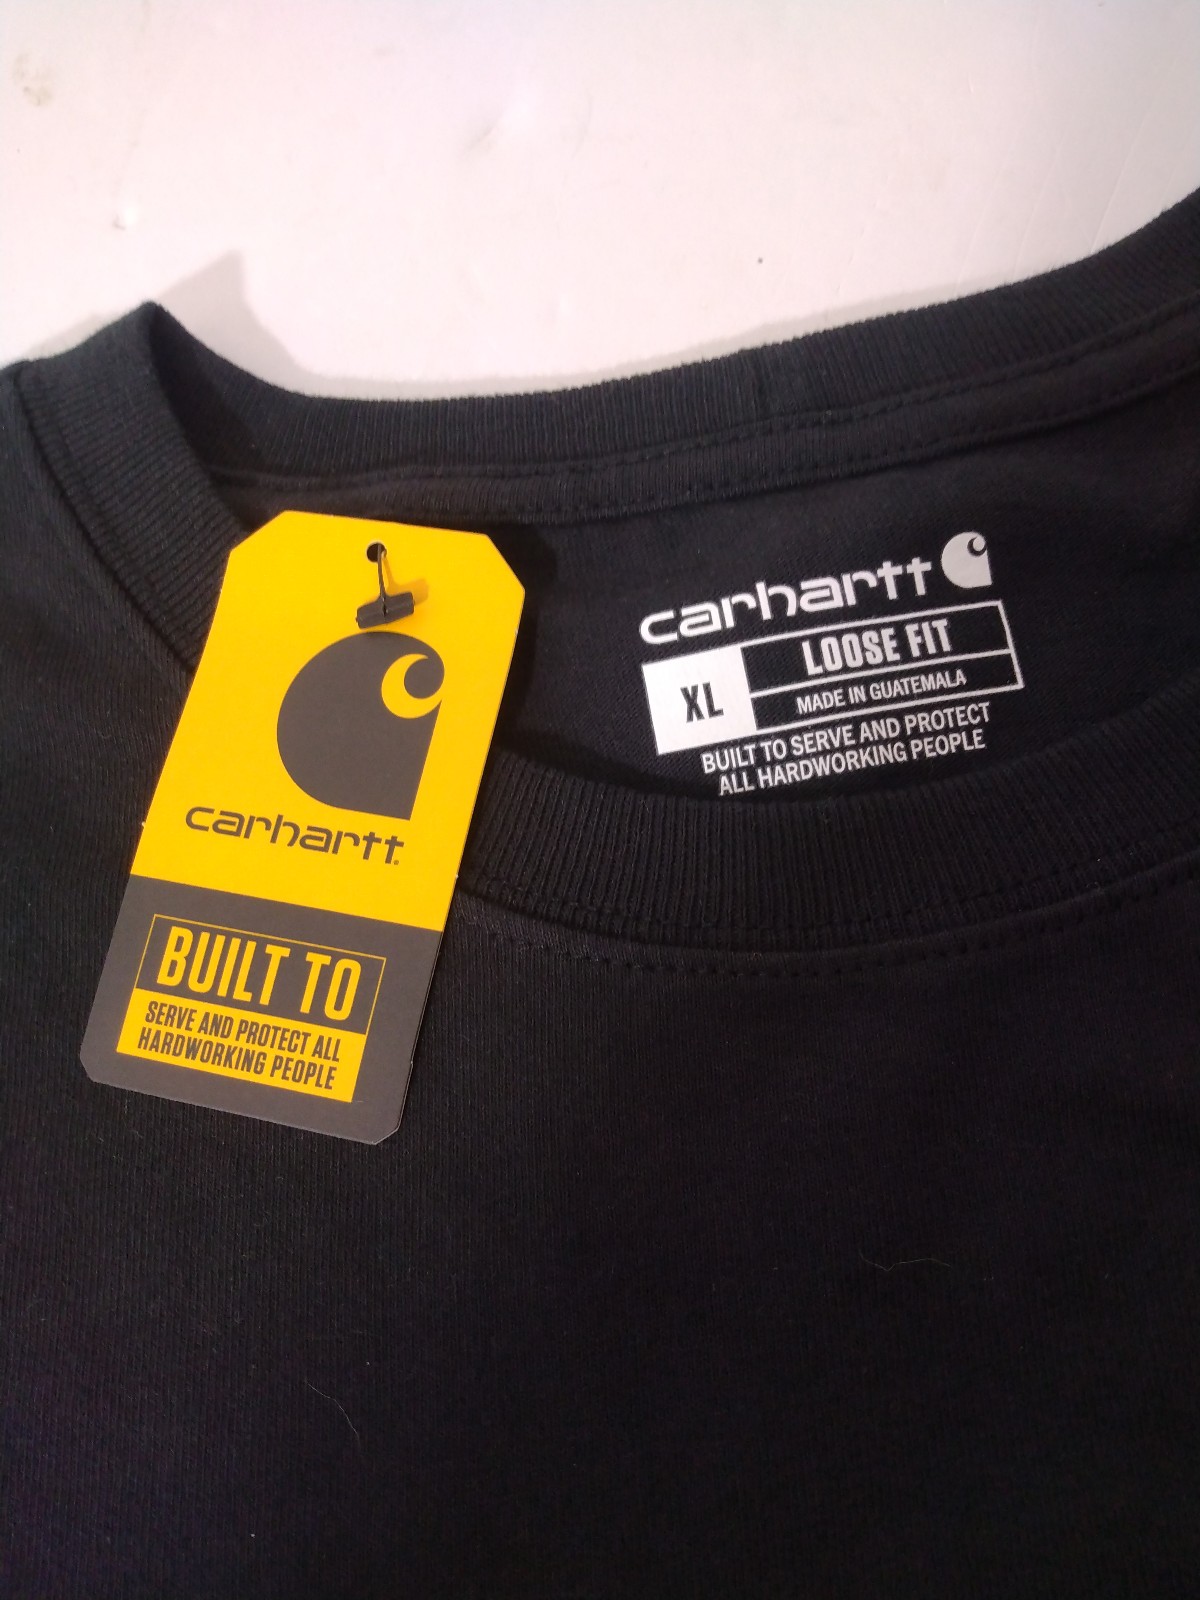 carhartt.
BUILT TO
SERVE AND PROTECT ALL
HARDWORKING PEOPLE
carhartt
XL
LOOSE FIT
MADE IN GUATEMALA
BUILT TO SERVE AND PROTECT
ALL HARDWORKING PEOPLE